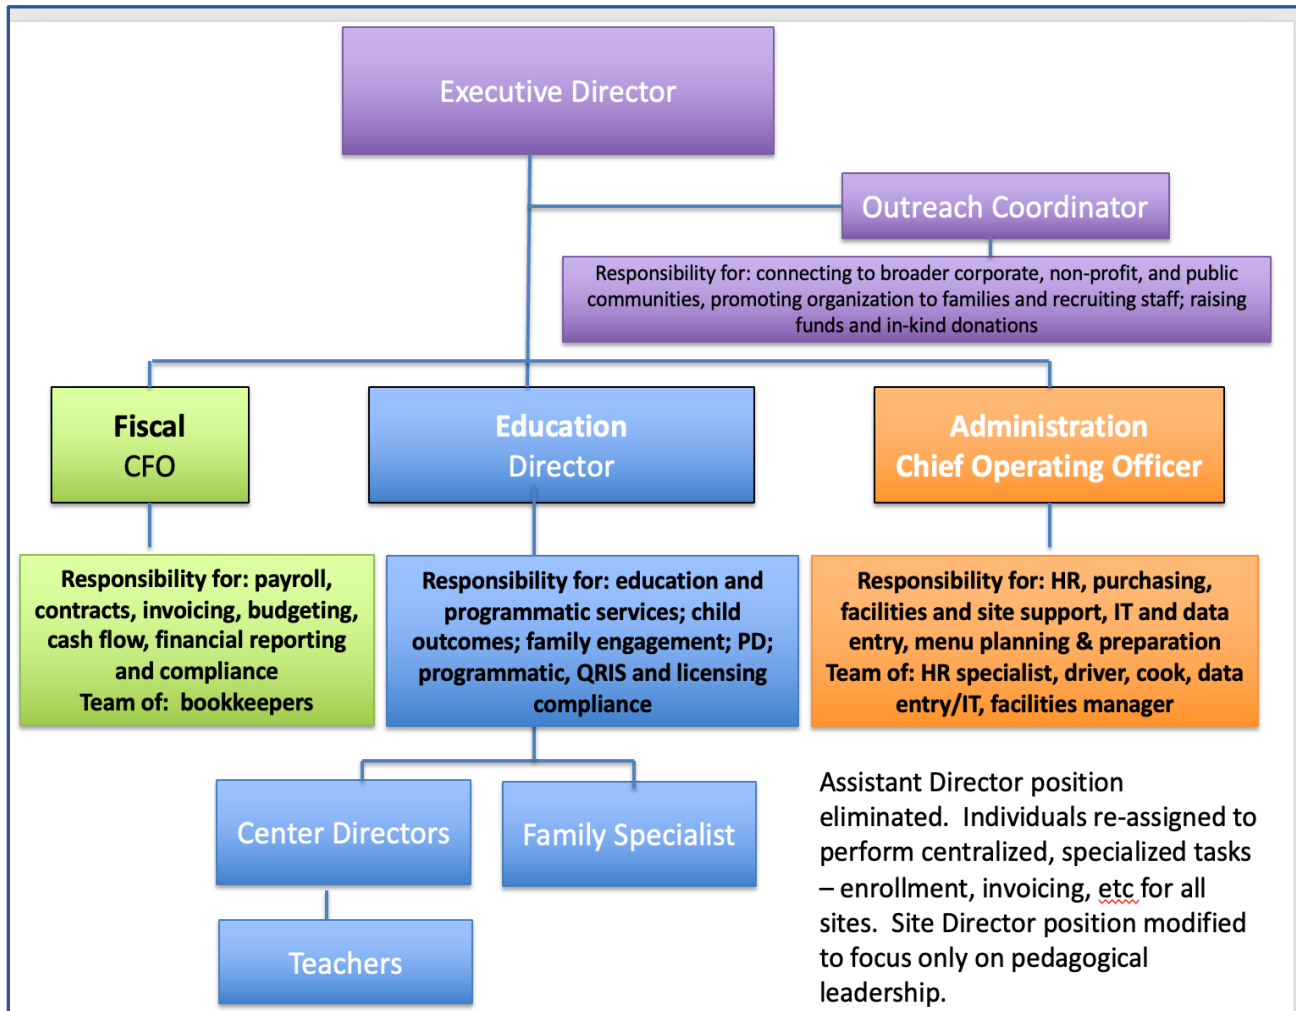 Executive Director
Outreach Coordinator
Responsibility for: connecting to broader corporate, non-profit, and public
communities, promoting organization to families and recruiting staff; raising
funds and in-kind donations
Fiscal
CFO
Education
Director
Administration
Chief Operating Officer
Responsibility for: payroll,
contracts, invoicing, budgeting,
cash flow, financial reporting
and compliance
Team of:  bookkeepers
Responsibility for: education and
programmatic services; child
outcomes; family engagement; PD;
programmatic, QRIS and licensing
compliance
Responsibility for: HR, purchasing,
facilities and site support, IT and data
entry, menu planning & preparation
Team of: HR specialist, driver, cook, data
entry/IT, facilities manager
Center Directors
Family Specialist
Teachers
Assistant Director position
eliminated.  Individuals re-assigned to
perform centralized, specialized tasks
– enrollment, invoicing, etc for all
sites.  Site Director position modified
to focus only on pedagogical
leadership.